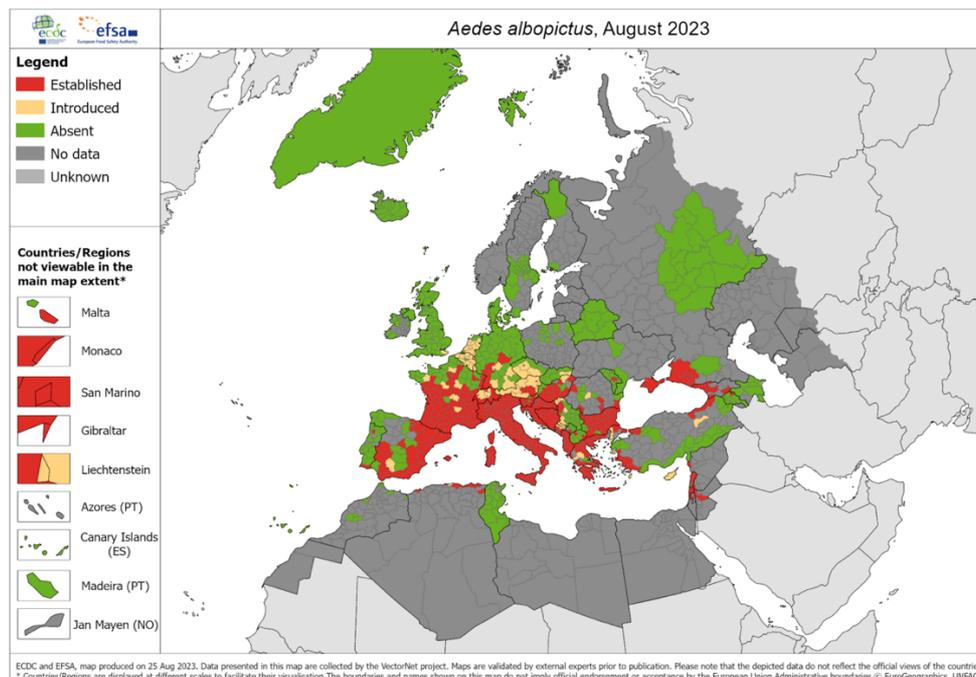 ecdc
efsa
European Food Safety Authority
Aedes albopictus, August 2023
Legend
Established
Introduced
Absent
No data
Unknown
Countries/Regions
not viewable in the
main map extent*
Malta
Monaco
San Marino
Gibraltar
Liechtenstein
Azores (PT)
Canary Islands
(ES)
Madeira (PT)
Jan Mayen (NO)
ECDC and EFSA, map produced on 25 Aug 2023. Data presented in this map are collected by the VectorNet project. Maps are validated by external experts prior to publication. Please note that the depicted data do not reflect the official views of the countrie
* Countries/Regions are displayed at different scales to facilitate their visualisation. The boundaries and names shown on this map do not imply official endorsement or acceptance by the European Union. Administrative boundaries © EuroGeographics, UNFAO